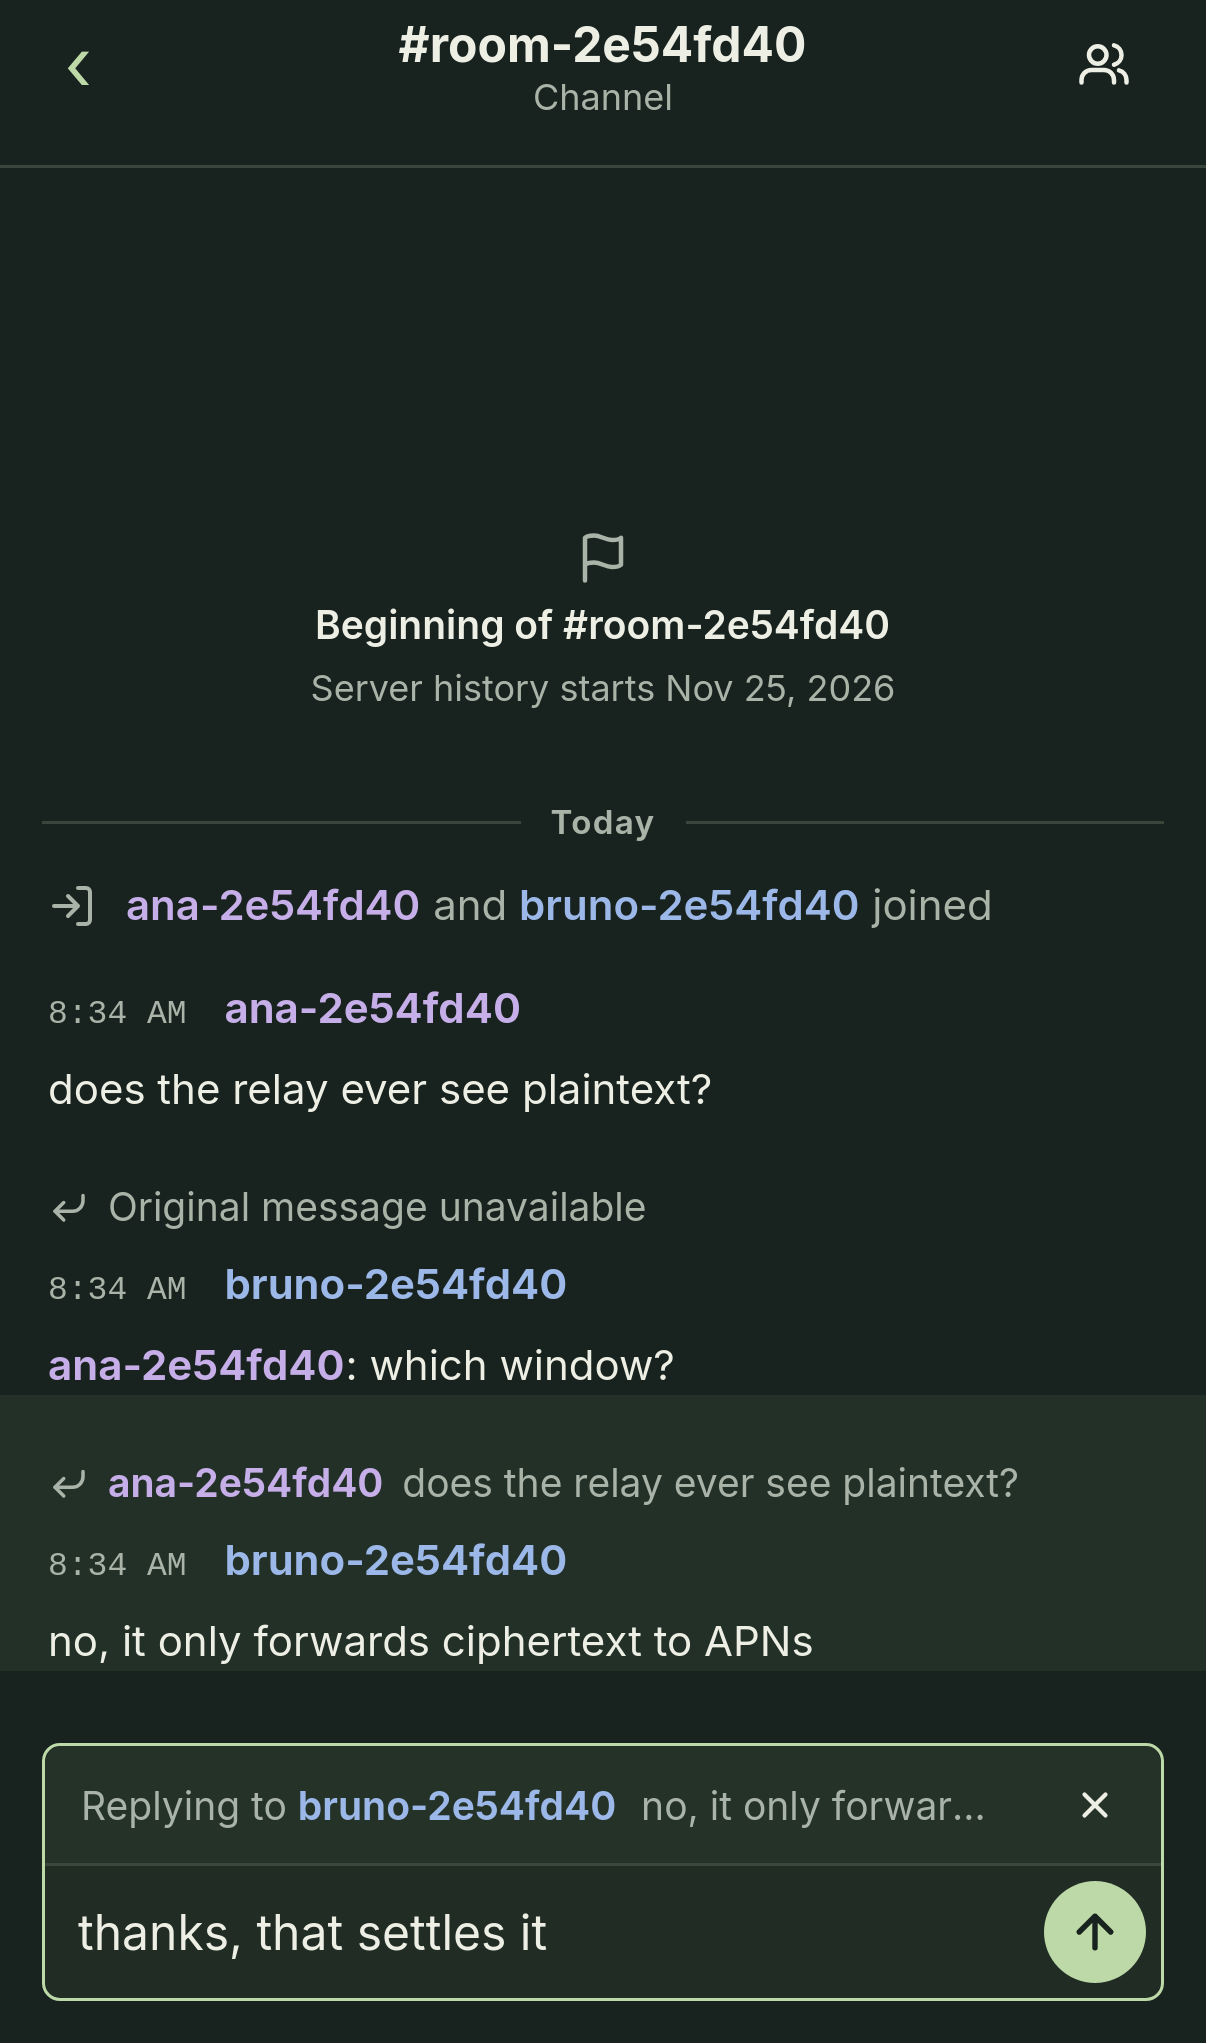 #room-2e54fd40
Channel
Beginning of #room-2e54fd40
Server history starts Nov 25, 2026
Today
ana-2e54fd40 and bruno-2e54fd40 joined
8:34 AM ana-2e54fd40
does the relay ever see plaintext?
Original message unavailable
8:34 AM bruno-2e54fd40
ana-2e54fd40: which window?
ana-2e54fd40 does the relay ever see plaintext?
8:34 AM bruno-2e54fd40
no, it only forwards ciphertext to APNs
Replying to bruno-2e54fd40 no, it only forwar...
thanks, that settles it